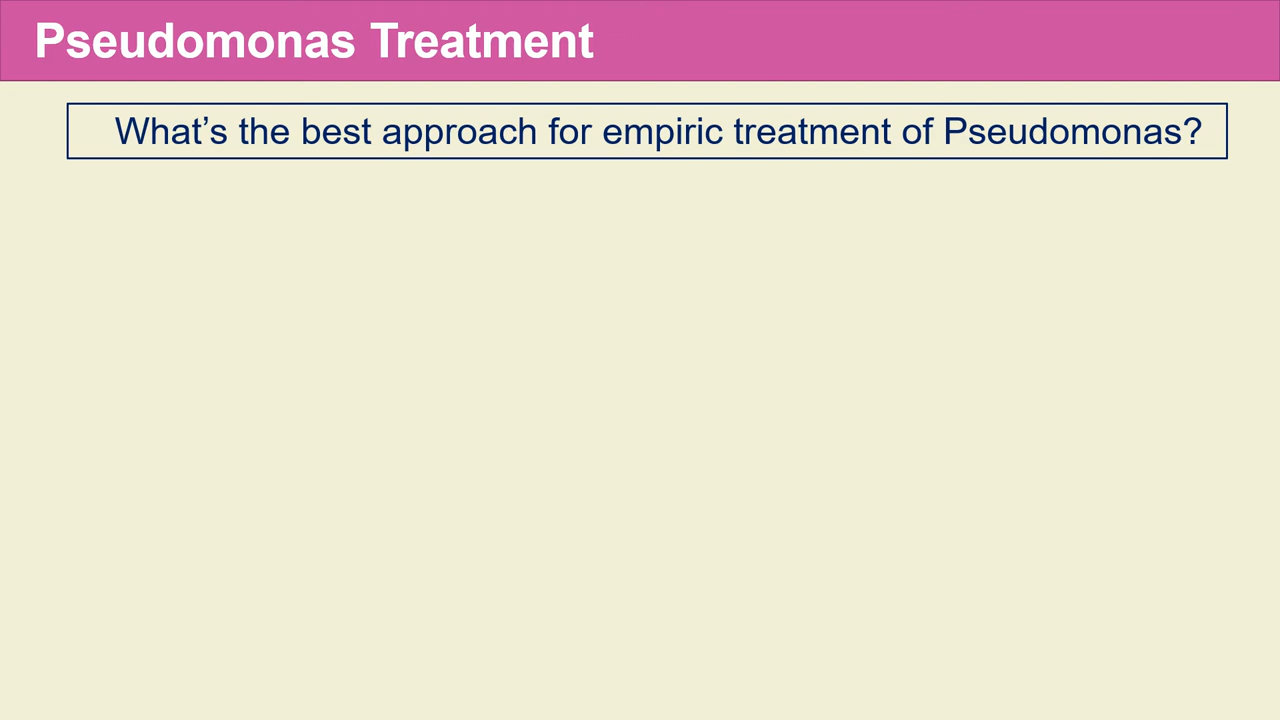 Pseudomonas Treatment
What’s the best approach for empiric treatment of Pseudomonas?